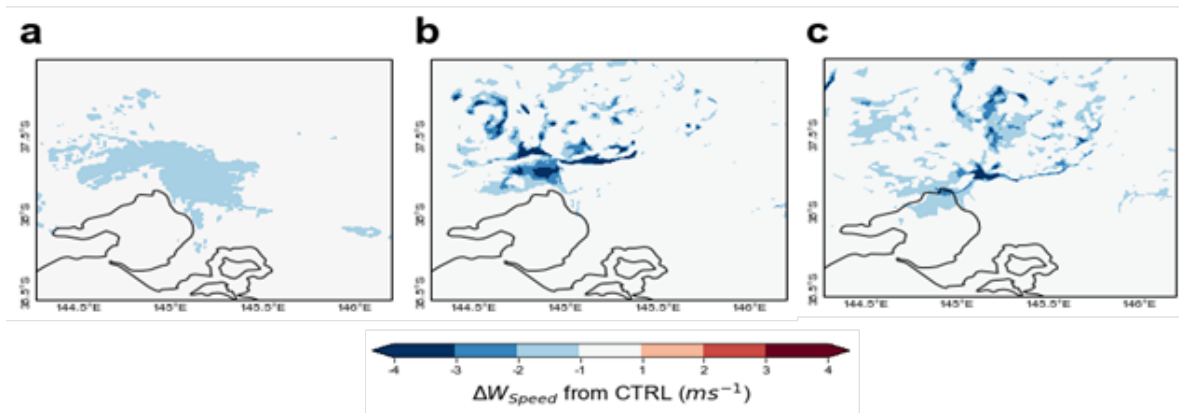 a b c
37.5°S 37.5°S 37.5°S
38°S 38°S 38°S
38.5°S 38.5°S 38.5°S
144.5°E 145°E 145.5°E 146°E 144.5°E 145°E 145.5°E 146°E 144.5°E 145°E 145.5°E 146°E
-4 -3 -2 -1 1 2 3 4
ΔW_Speed from CTRL (ms⁻¹)